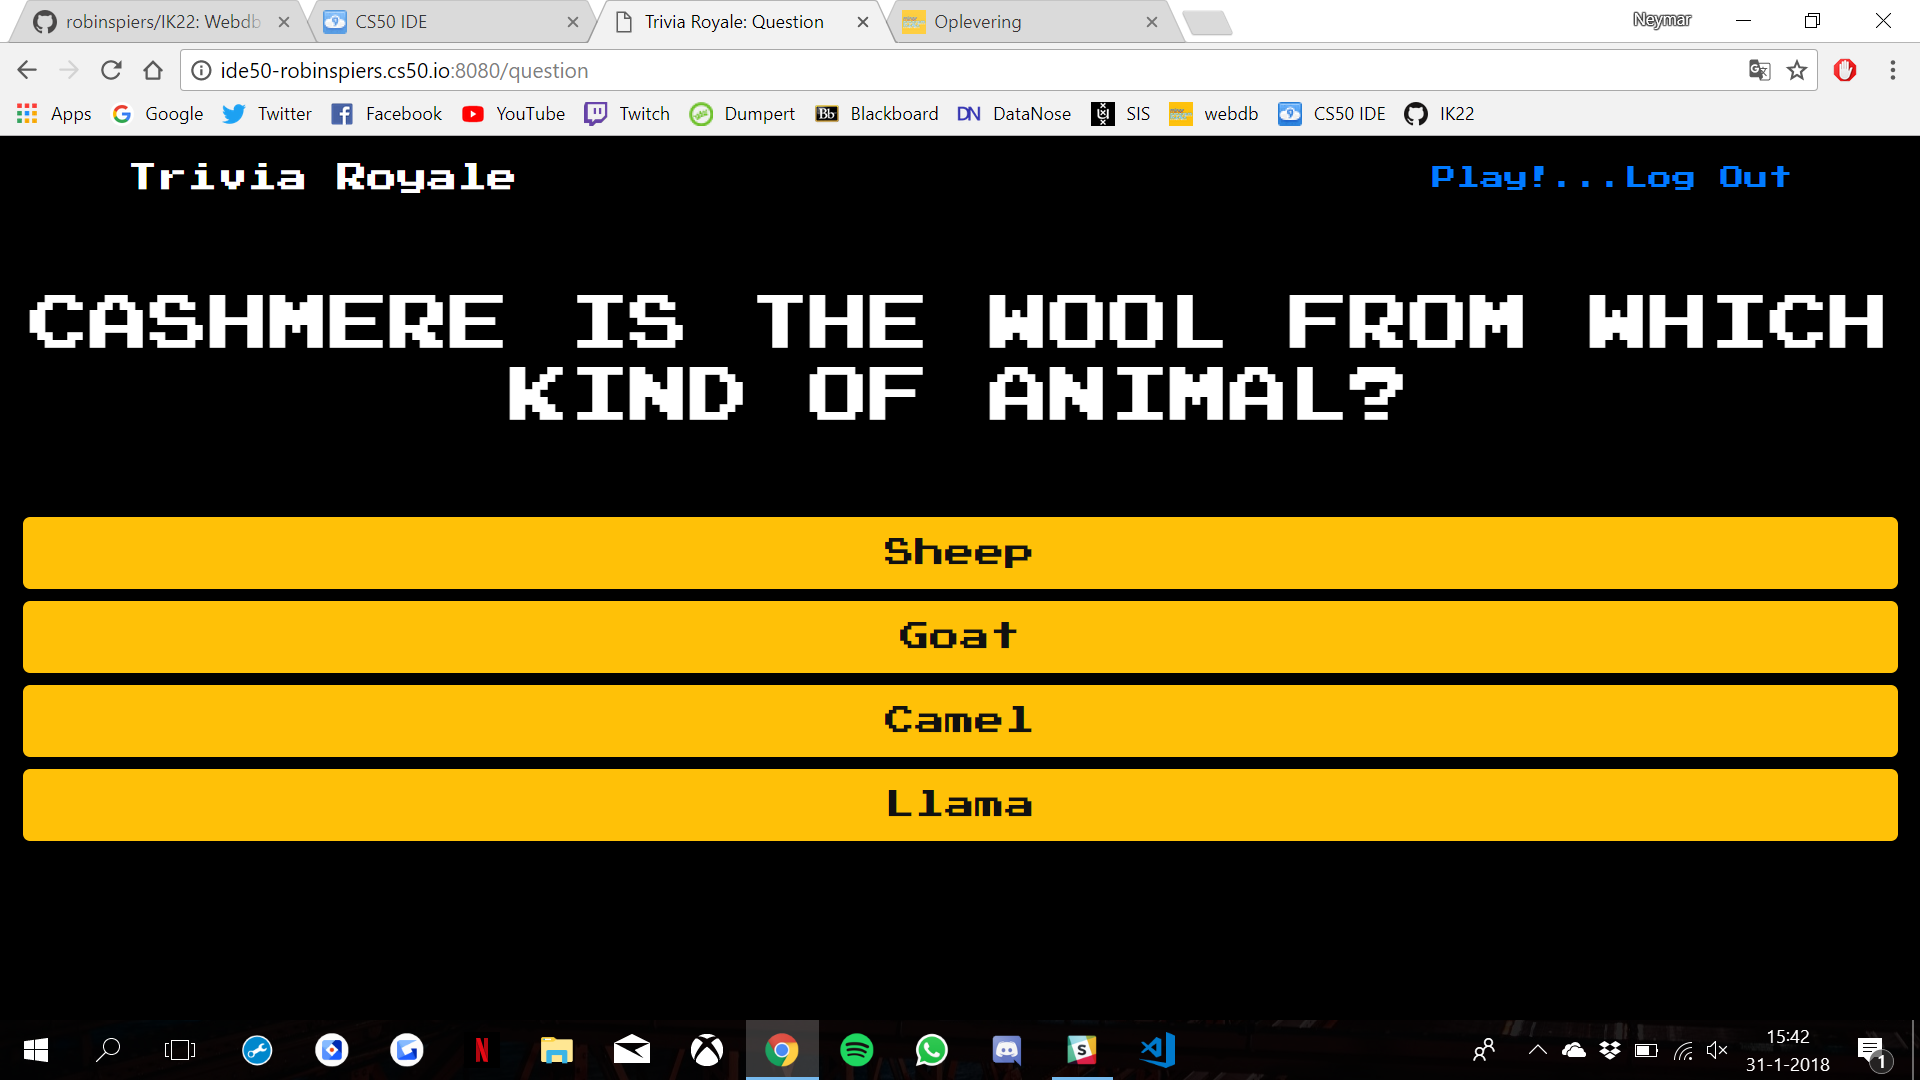 robinspiers/IK22: Webdb
CS50 IDE
Trivia Royale: Question
Oplevering
Neymar
ide50-robinspiers.cs50.io:8080/question
Apps
Google
Twitter
Facebook
YouTube
Twitch
Dumpert
Bb
Blackboard
DN
DataNose
SIS
webdb
CS50 IDE
IK22
Trivia Royale
Play!...Log Out
CASHMERE IS THE WOOL FROM WHICH
KIND OF ANIMAL?
Sheep
Goat
Camel
Llama
15:42
31-1-2018
1